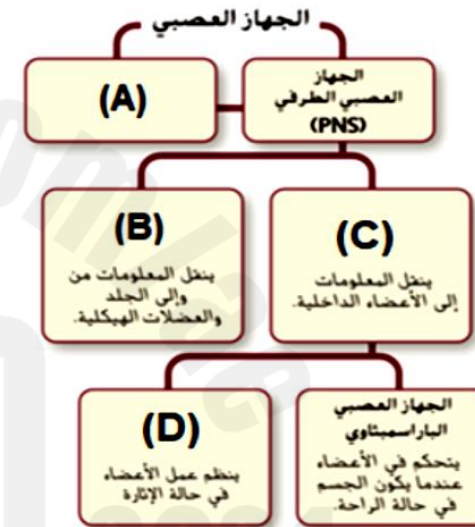 الجهاز العصبي
(A)
الجهاز
العصبي الطرفي
(PNS)
(B)
ينقل المعلومات من
وإلى الجلد
والعضلات الهيكلية.
(C)
ينقل المعلومات
إلى الأعضاء الداخلية.
(D)
ينظم عمل الأعضاء
في حالة الإثارة
الجهاز العصبي
الباراسمبثاوي
يتحكم في الأعضاء
عندما يكون الجسم
في حالة الراحة.